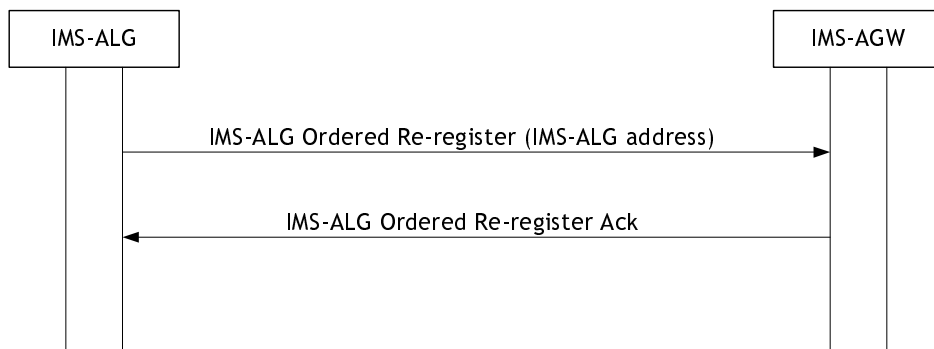 IMS-ALG
IMS-AGW
IMS-ALG Ordered Re-register (IMS-ALG address)
IMS-ALG Ordered Re-register Ack